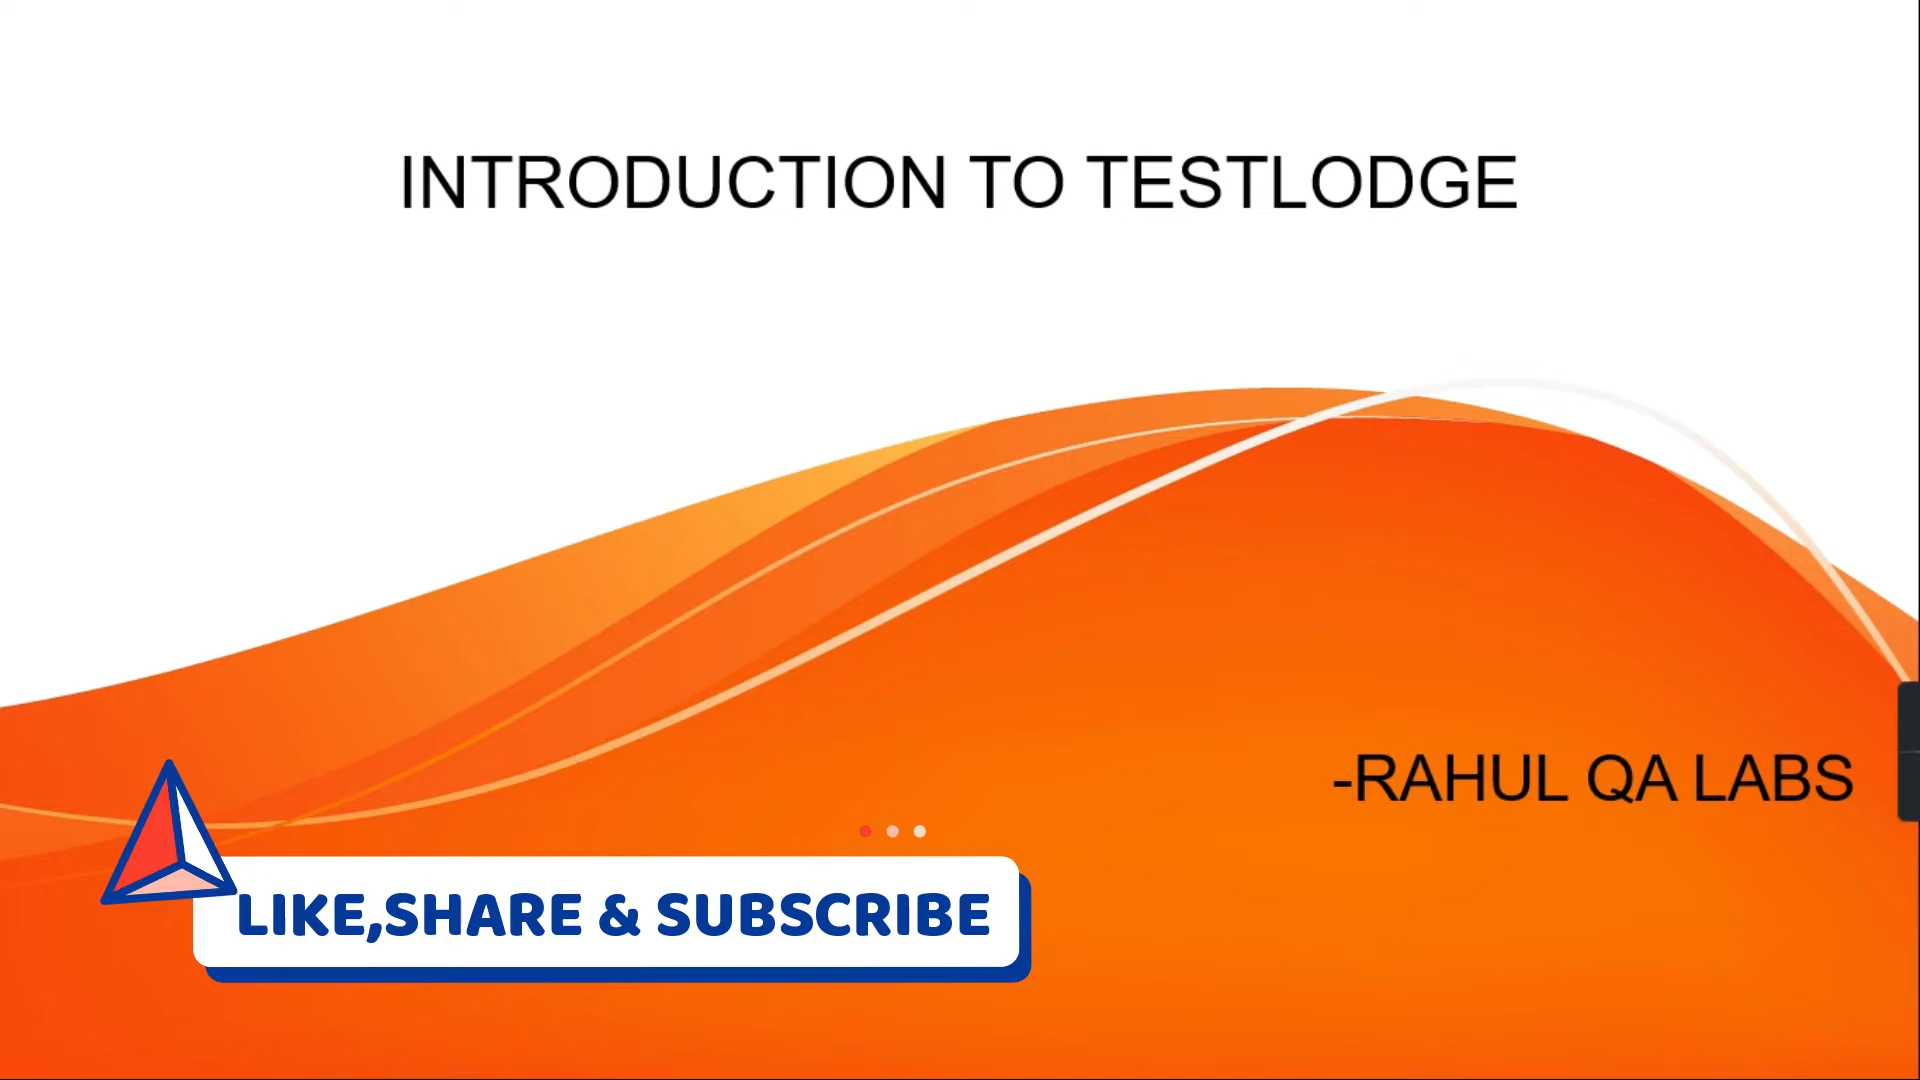 INTRODUCTION TO TESTLODGE
-RAHUL QA LABS
LIKE,SHARE & SUBSCRIBE